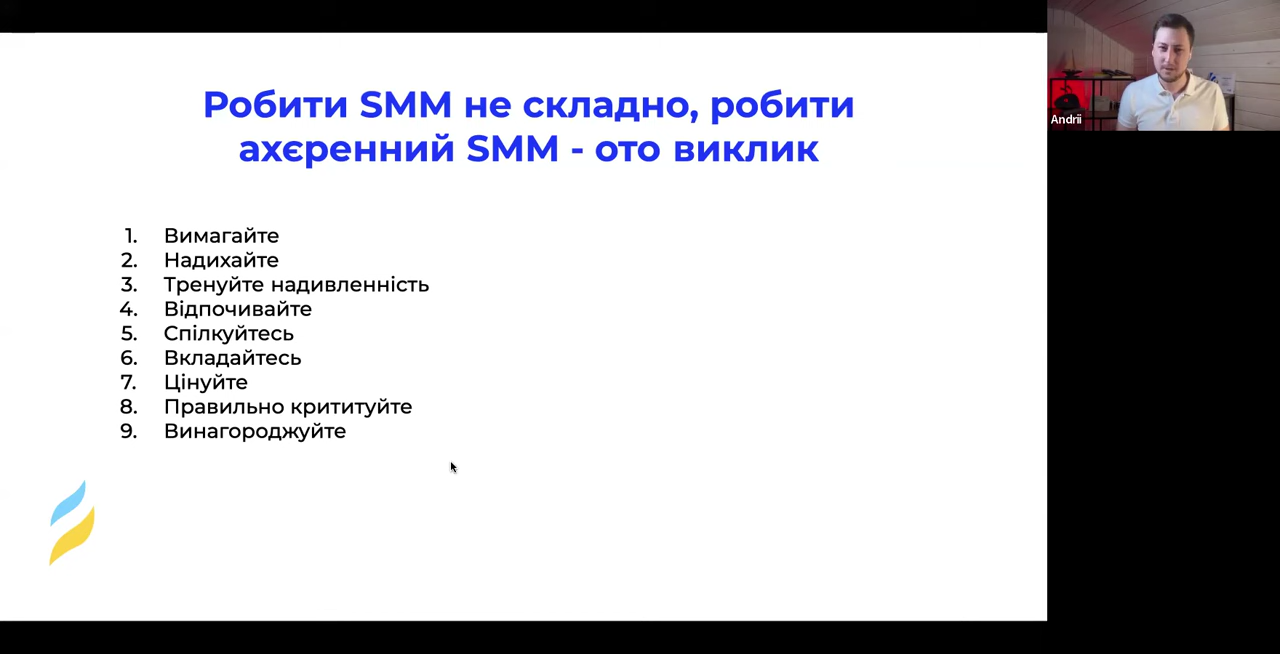 Робити SMM не складно, робити
ахєренний SMM - ото виклик
1. Вимагайте
2. Надихайте
3. Тренуйте надивленність
4. Відпочивайте
5. Спілкуйтесь
6. Вкладайтесь
7. Цінуйте
8. Правильно крититуйте
9. Винагороджуйте
Andrii